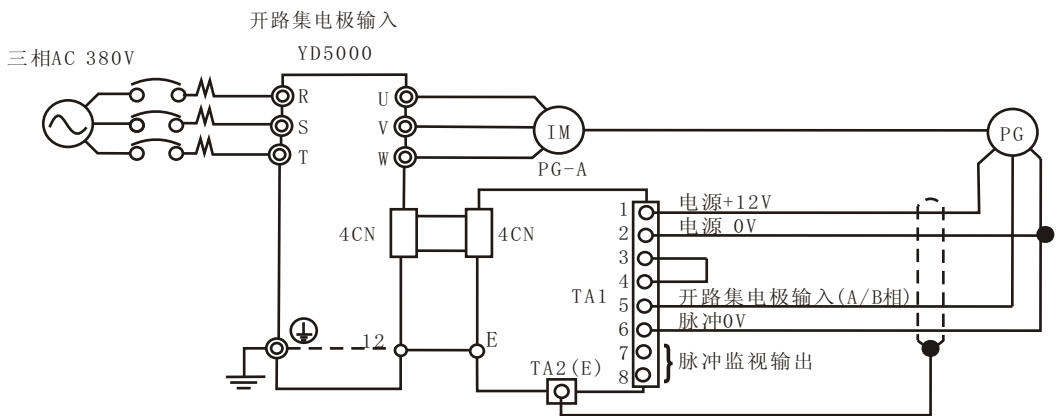 开路集电极输入
YD5000
三相AC 380V
R
S
T
U
V
W
IM
PG-A
PG
4CN
4CN
1
2
3
4
5
6
7
8
TA1
电源+12V
电源 0V
开路集电极输入(A/B相)
脉冲0V
脉冲监视输出
12
E
TA2(E)